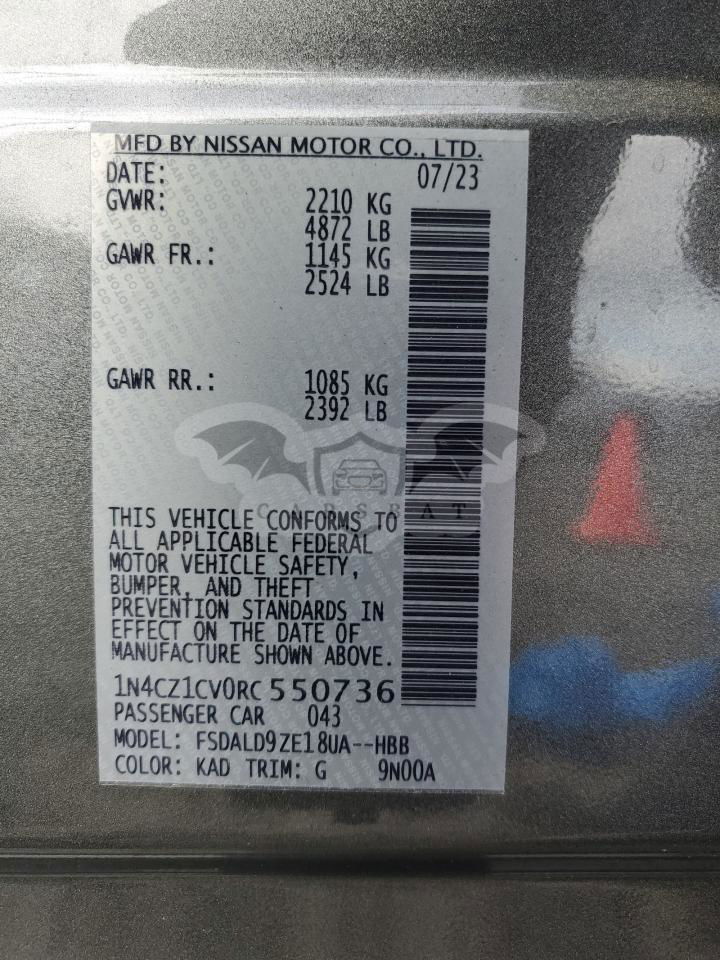 MFD BY NISSAN MOTOR CO., LTD.
DATE: 07/23
GVWR: 2210 KG
4872 LB
GAWR FR.: 1145 KG
2524 LB
GAWR RR.: 1085 KG
2392 LB
CARSBAT
THIS VEHICLE CONFORMS TO
ALL APPLICABLE FEDERAL
MOTOR VEHICLE SAFETY,
BUMPER, AND THEFT
PREVENTION STANDARDS IN
EFFECT ON THE DATE OF
MANUFACTURE SHOWN ABOVE.
1N4CZ1CV0RC550736
PASSENGER CAR 043
MODEL: FSDALD9ZE18UA--HBB
COLOR: KAD TRIM: G 9N00A